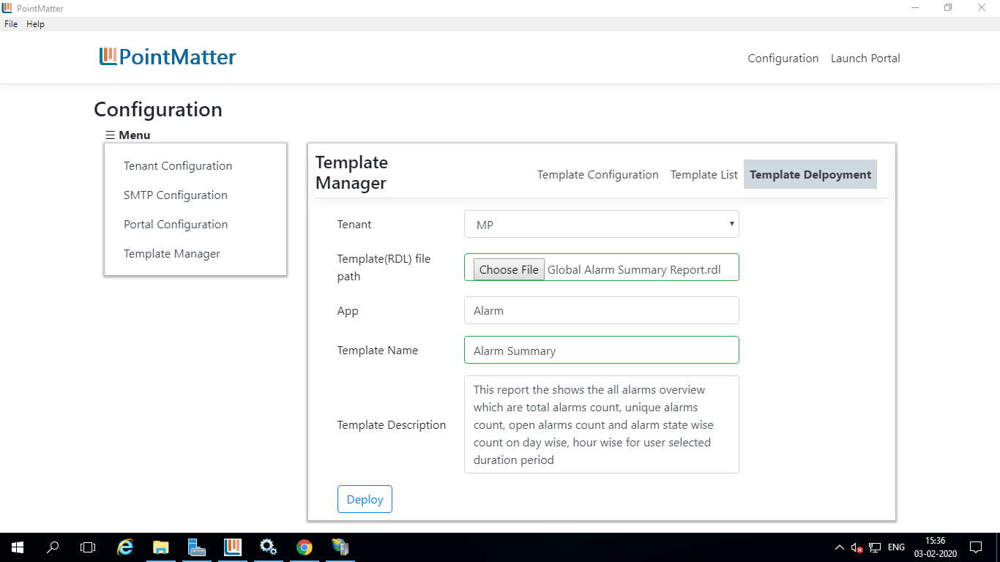 PointMatter
File Help
PointMatter
Configuration Launch Portal
Configuration
☰ Menu
Tenant Configuration
SMTP Configuration
Portal Configuration
Template Manager
Template
Manager
Template Configuration Template List Template Delpoyment
Tenant MP
Template(RDL) file
path
Choose File Global Alarm Summary Report.rdl
App Alarm
Template Name Alarm Summary
Template Description
This report the shows the all alarms overview
which are total alarms count, unique alarms
count, open alarms count and alarm state wise
count on day wise, hour wise for user selected
duration period
Deploy
ENG
15:36
03-02-2020